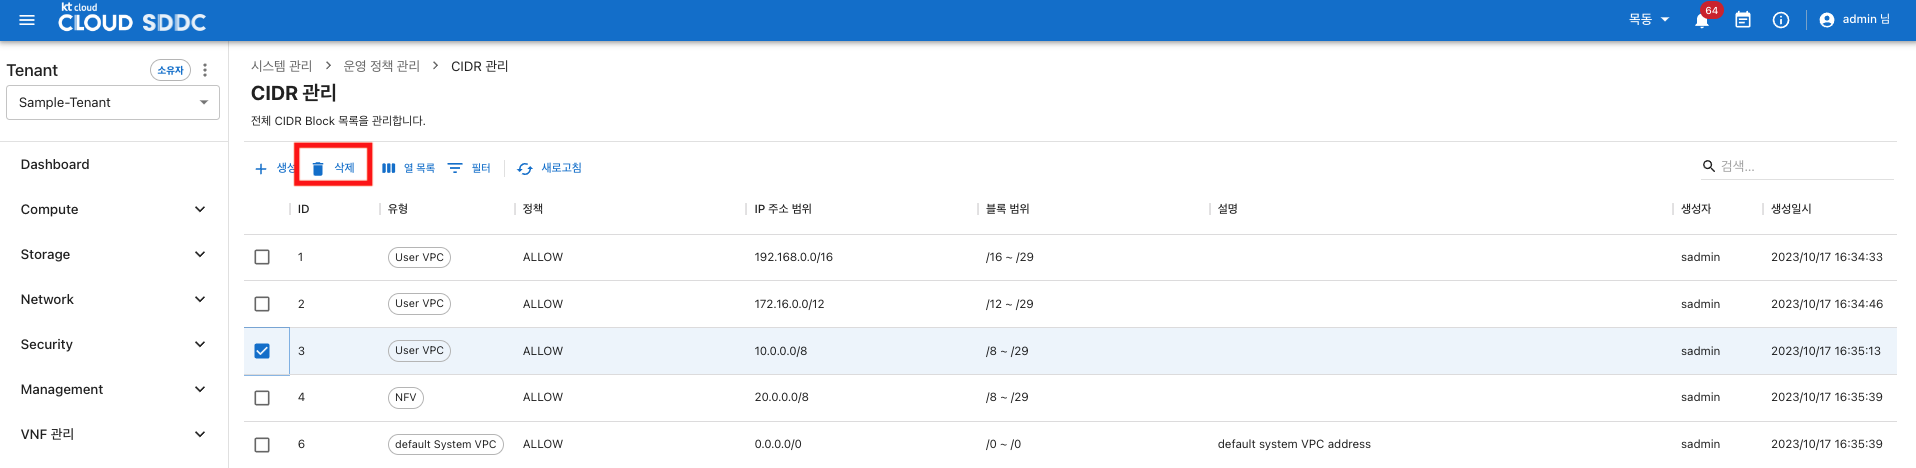 kt cloud
CLOUD SDDC
목동
64
admin 님
Tenant
소유자
Sample-Tenant
Dashboard
Compute
Storage
Network
Security
Management
VNF 관리
시스템 관리 > 운영 정책 관리 > CIDR 관리
CIDR 관리
전체 CIDR Block 목록을 관리합니다.
생성 삭제 열 목록 필터 새로고침
검색...
ID 유형 정책 IP 주소 범위 블록 범위 설명 생성자 생성일시
1 User VPC ALLOW 192.168.0.0/16 /16 ~ /29 sadmin 2023/10/17 16:34:33
2 User VPC ALLOW 172.16.0.0/12 /12 ~ /29 sadmin 2023/10/17 16:34:46
3 User VPC ALLOW 10.0.0.0/8 /8 ~ /29 sadmin 2023/10/17 16:35:13
4 NFV ALLOW 20.0.0.0/8 /8 ~ /29 sadmin 2023/10/17 16:35:39
6 default System VPC ALLOW 0.0.0.0/0 /0 ~ /0 default system VPC address sadmin 2023/10/17 16:35:39